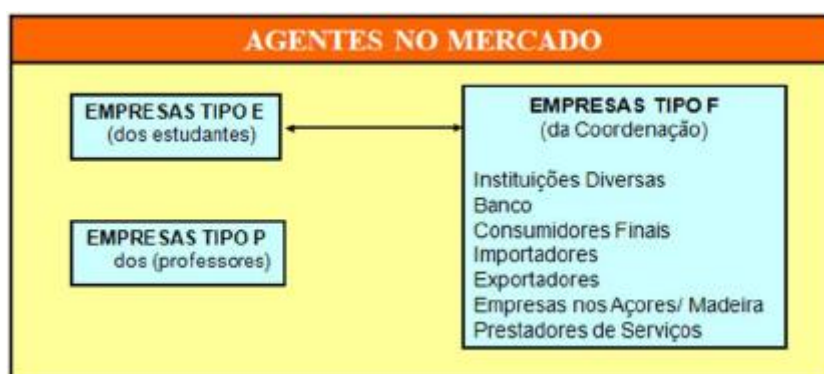 AGENTES NO MERCADO
EMPRESAS TIPO E
(dos estudantes)
EMPRESAS TIPO P
dos (professores)
EMPRESAS TIPO F
(da Coordenação)
Instituições Diversas
Banco
Consumidores Finais
Importadores
Exportadores
Empresas nos Açores/ Madeira
Prestadores de Serviços